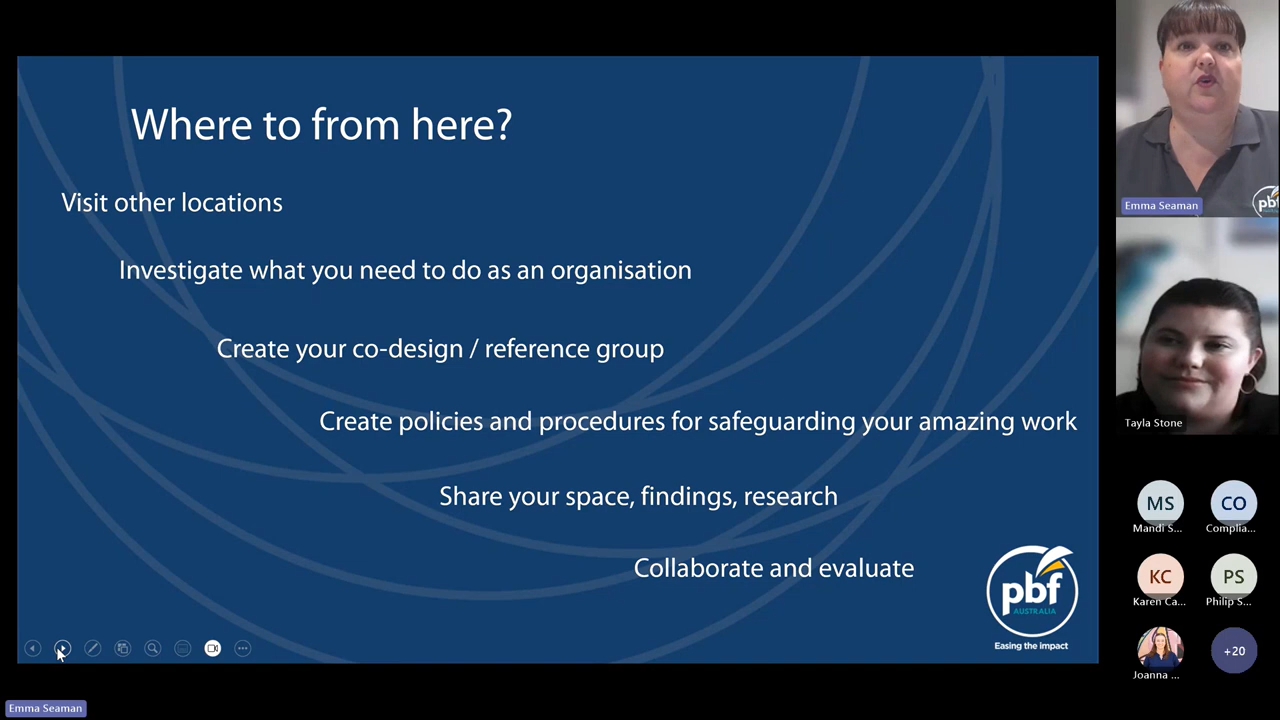 Where to from here?
Visit other locations
Investigate what you need to do as an organisation
Create your co-design / reference group
Create policies and procedures for safeguarding your amazing work
Share your space, findings, research
Collaborate and evaluate
pbf
AUSTRALIA
Easing the impact
Emma Seaman
pbf
Emma Seaman
Tayla Stone
MS
CO
Mandi S...
Complia...
KC
PS
Karen Ca...
Philip S...
Joanna ...
+20